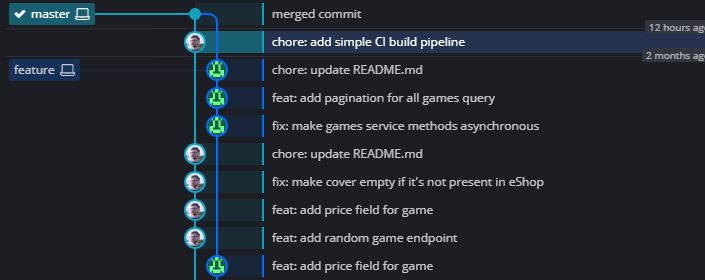 master merged commit
12 hours ag
chore: add simple CI build pipeline
2 months ago
feature chore: update README.md
feat: add pagination for all games query
fix: make games service methods asynchronous
chore: update README.md
fix: make cover empty if it's not present in eShop
feat: add price field for game
feat: add random game endpoint
feat: add price field for game